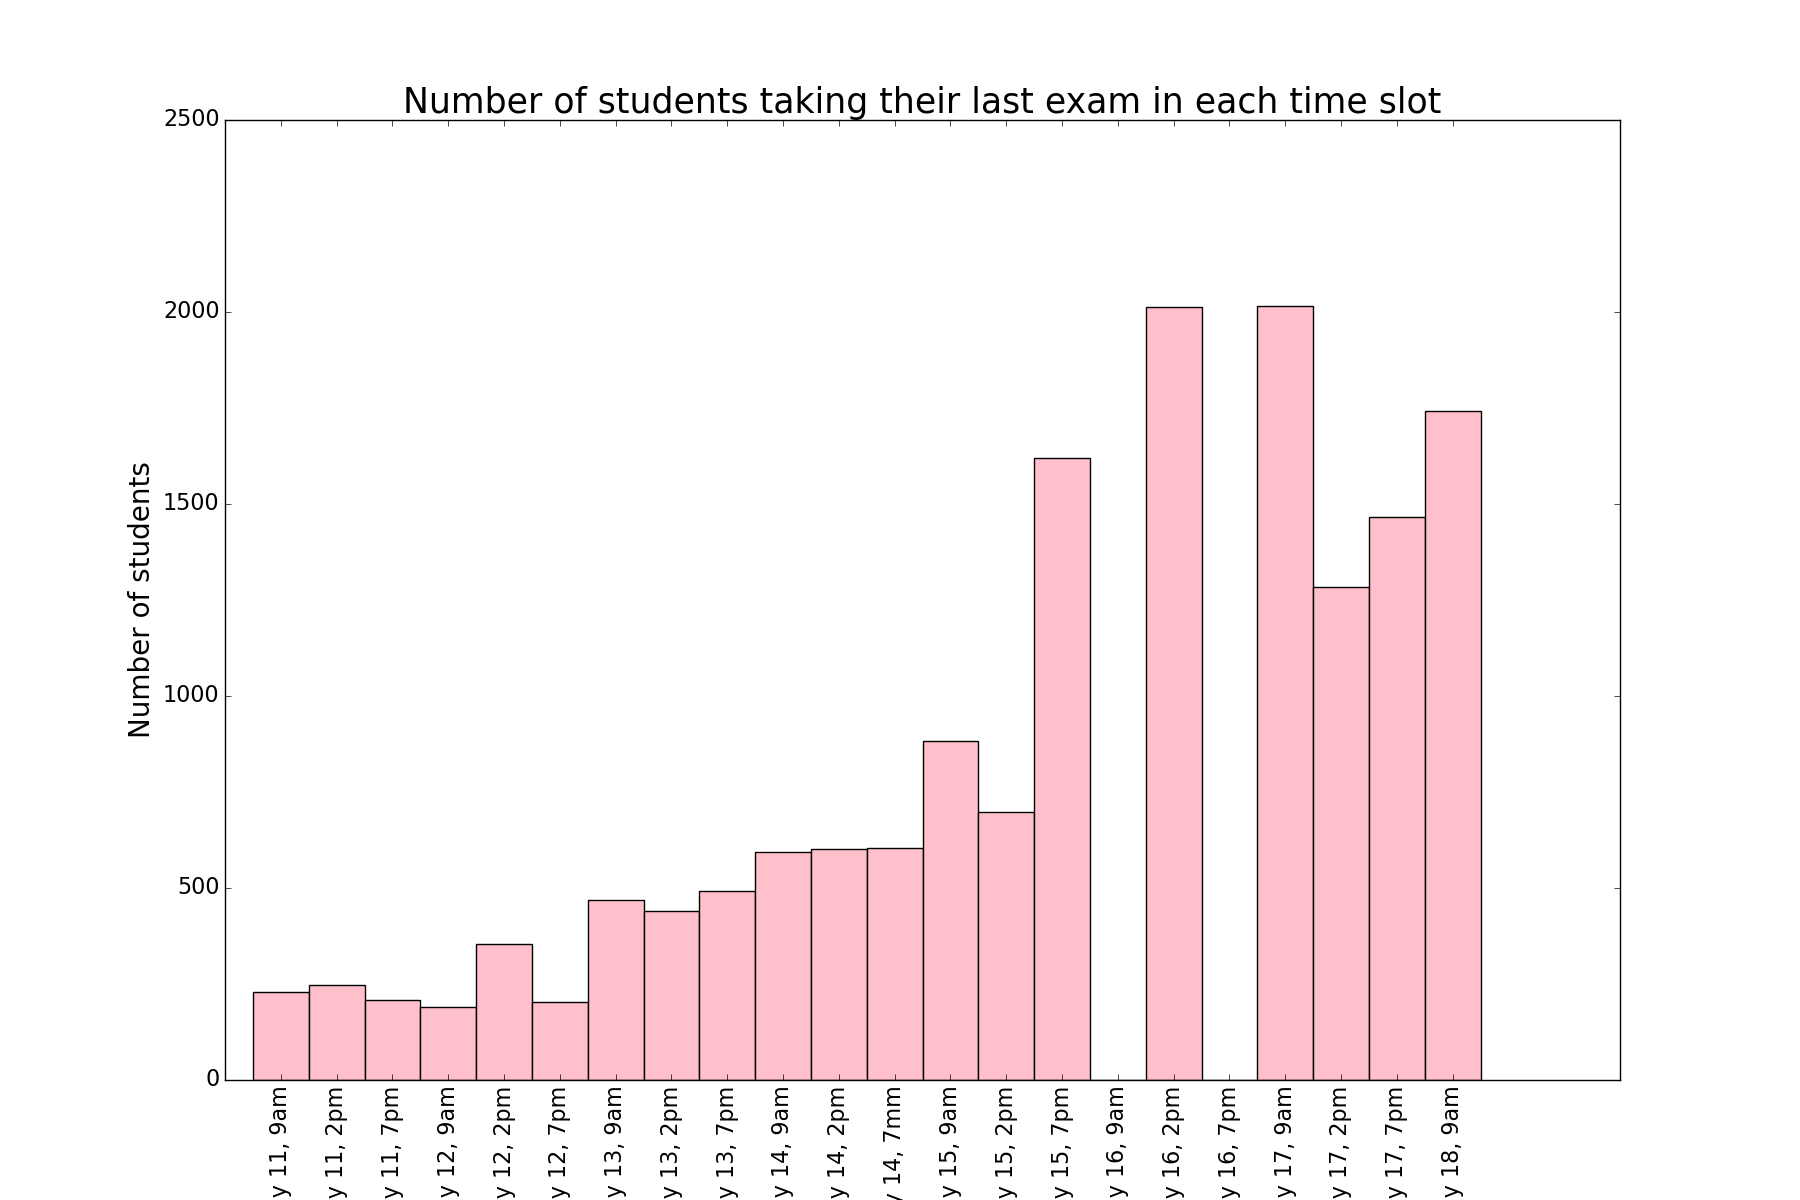 Number of students taking their last exam in each time slot
Number of students
2500
2000
1500
1000
500
0
y 11, 9am
y 11, 2pm
y 11, 7pm
y 12, 9am
y 12, 2pm
y 12, 7pm
y 13, 9am
y 13, 2pm
y 13, 7pm
y 14, 9am
y 14, 2pm
y 14, 7mm
y 15, 9am
y 15, 2pm
y 15, 7pm
y 16, 9am
y 16, 2pm
y 16, 7pm
y 17, 9am
y 17, 2pm
y 17, 7pm
y 18, 9am